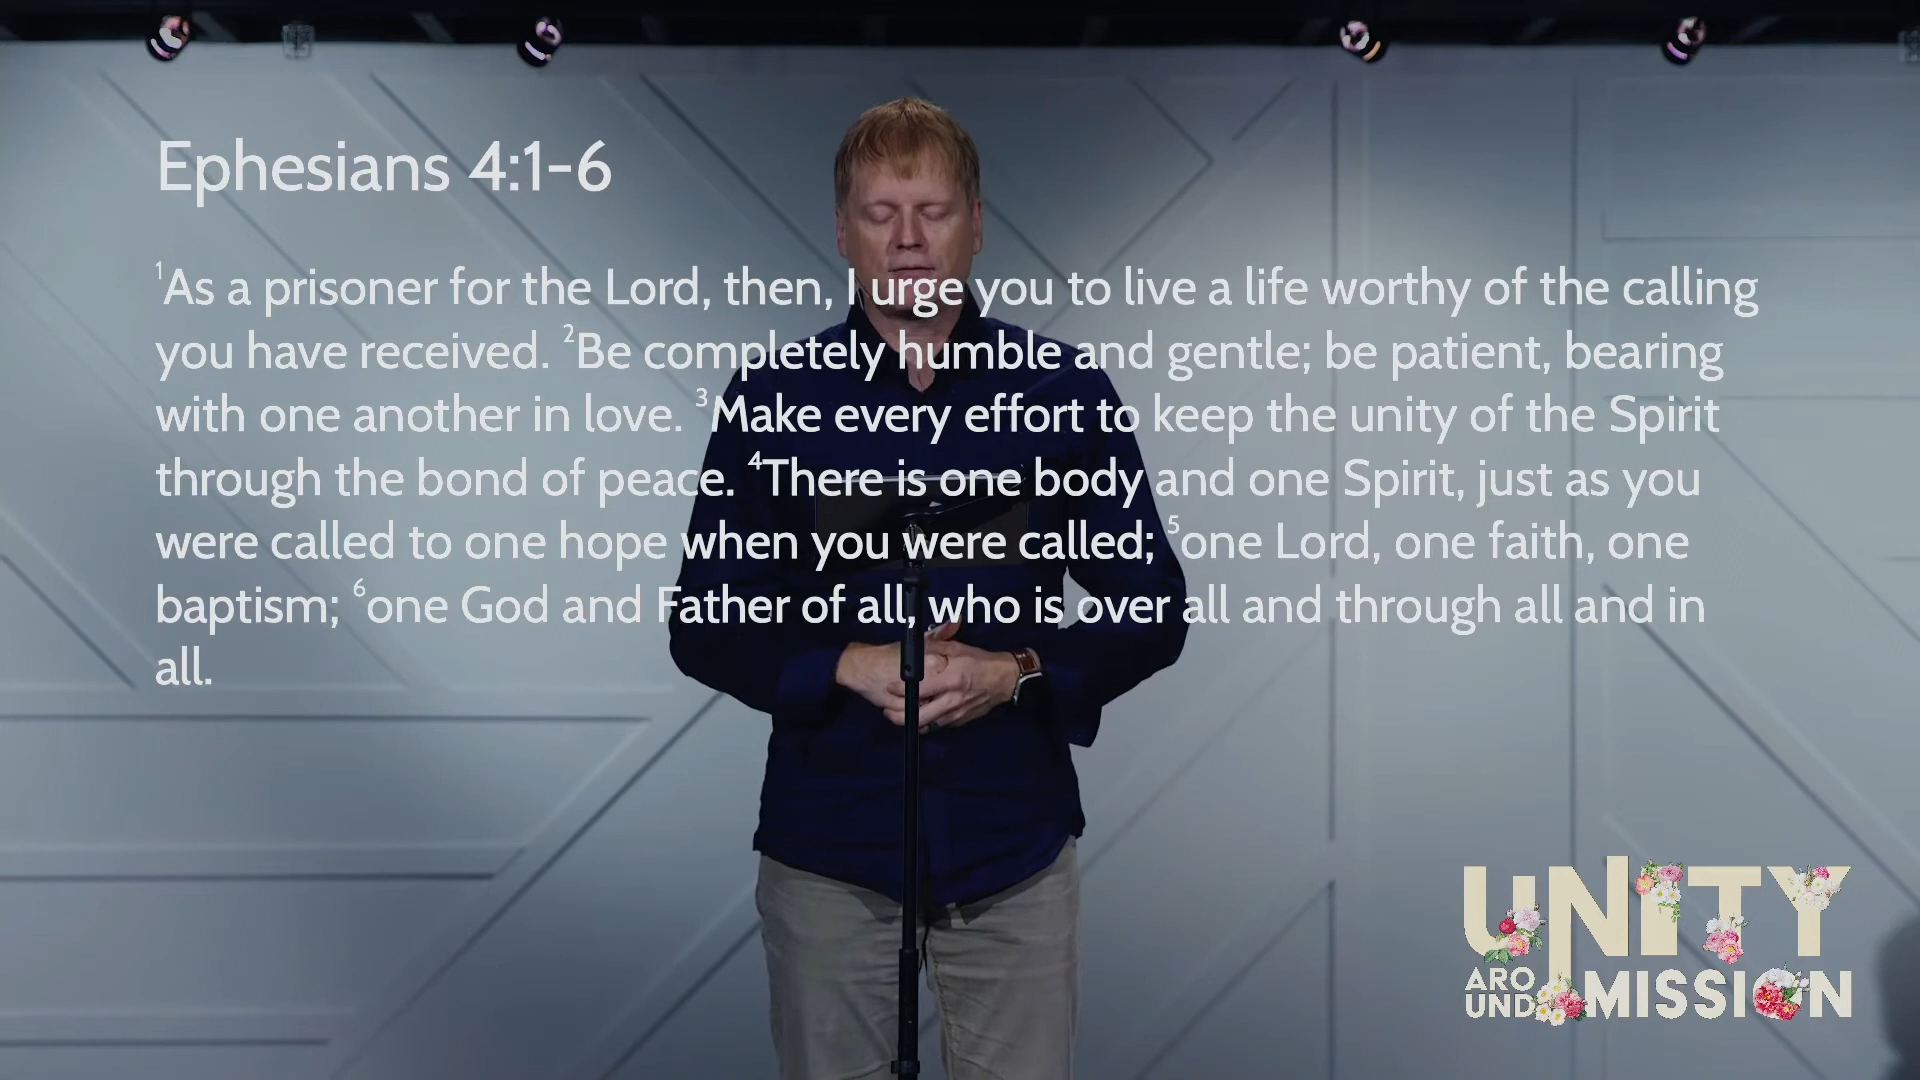 Ephesians 4:1-6
¹As a prisoner for the Lord, then, I urge you to live a life worthy of the calling
you have received. ²Be completely humble and gentle; be patient, bearing
with one another in love. ³Make every effort to keep the unity of the Spirit
through the bond of peace. ⁴There is one body and one Spirit, just as you
were called to one hope when you were called; ⁵one Lord, one faith, one
baptism; ⁶one God and Father of all, who is over all and through all and in
all.
UNITY
ARO
UND
MISSION